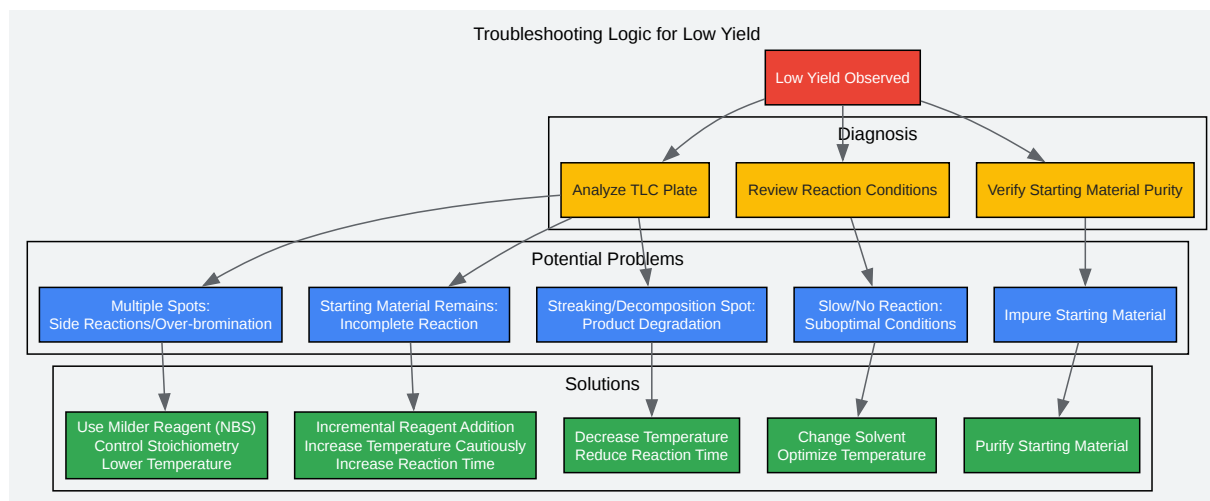 Troubleshooting Logic for Low Yield
Low Yield Observed
Diagnosis
Analyze TLC Plate
Review Reaction Conditions
Verify Starting Material Purity
Potential Problems
Multiple Spots:
Side Reactions/Over-bromination
Starting Material Remains:
Incomplete Reaction
Streaking/Decomposition Spot:
Product Degradation
Slow/No Reaction:
Suboptimal Conditions
Impure Starting Material
Solutions
Use Milder Reagent (NBS)
Control Stoichiometry
Lower Temperature
Incremental Reagent Addition
Increase Temperature Cautiously
Increase Reaction Time
Decrease Temperature
Reduce Reaction Time
Change Solvent
Optimize Temperature
Purify Starting Material